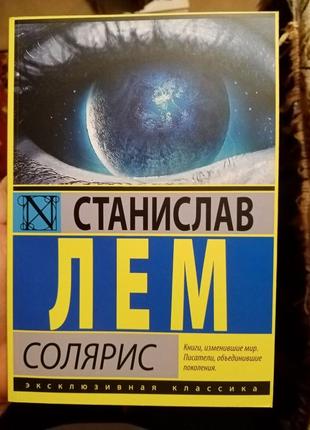 N
СТАНИСЛАВ
ЛЕМ
СОЛЯРИС
Книги, изменившие мир.
Писатели, объединившие
поколения.
эксклюзивная классика